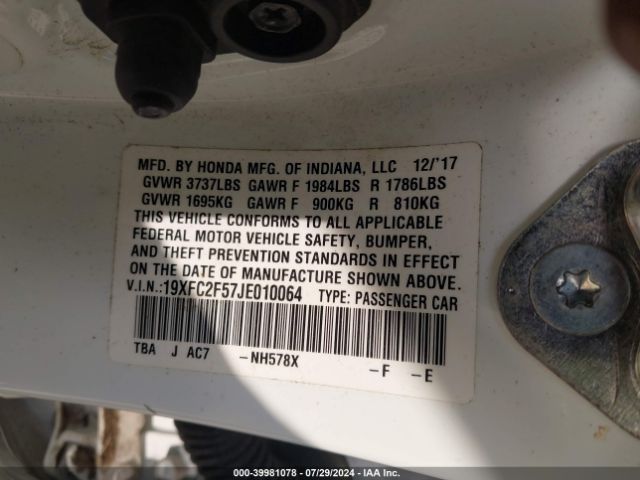 MFD. BY HONDA MFG. OF INDIANA, LLC 12/'17
GVWR 3737LBS GAWR F 1984LBS R 1786LBS
GVWR 1695KG GAWR F 900KG R 810KG
THIS VEHICLE CONFORMS TO ALL APPLICABLE
FEDERAL MOTOR VEHICLE SAFETY, BUMPER,
AND THEFT PREVENTION STANDARDS IN EFFECT
ON THE DATE OF MANUFACTURE SHOWN ABOVE.
V.I.N.:19XFC2F57JE010064 TYPE: PASSENGER CAR
TBA J AC7 -NH578X -F -E
000-39981078 / 07/29/2024 - IAA Inc.